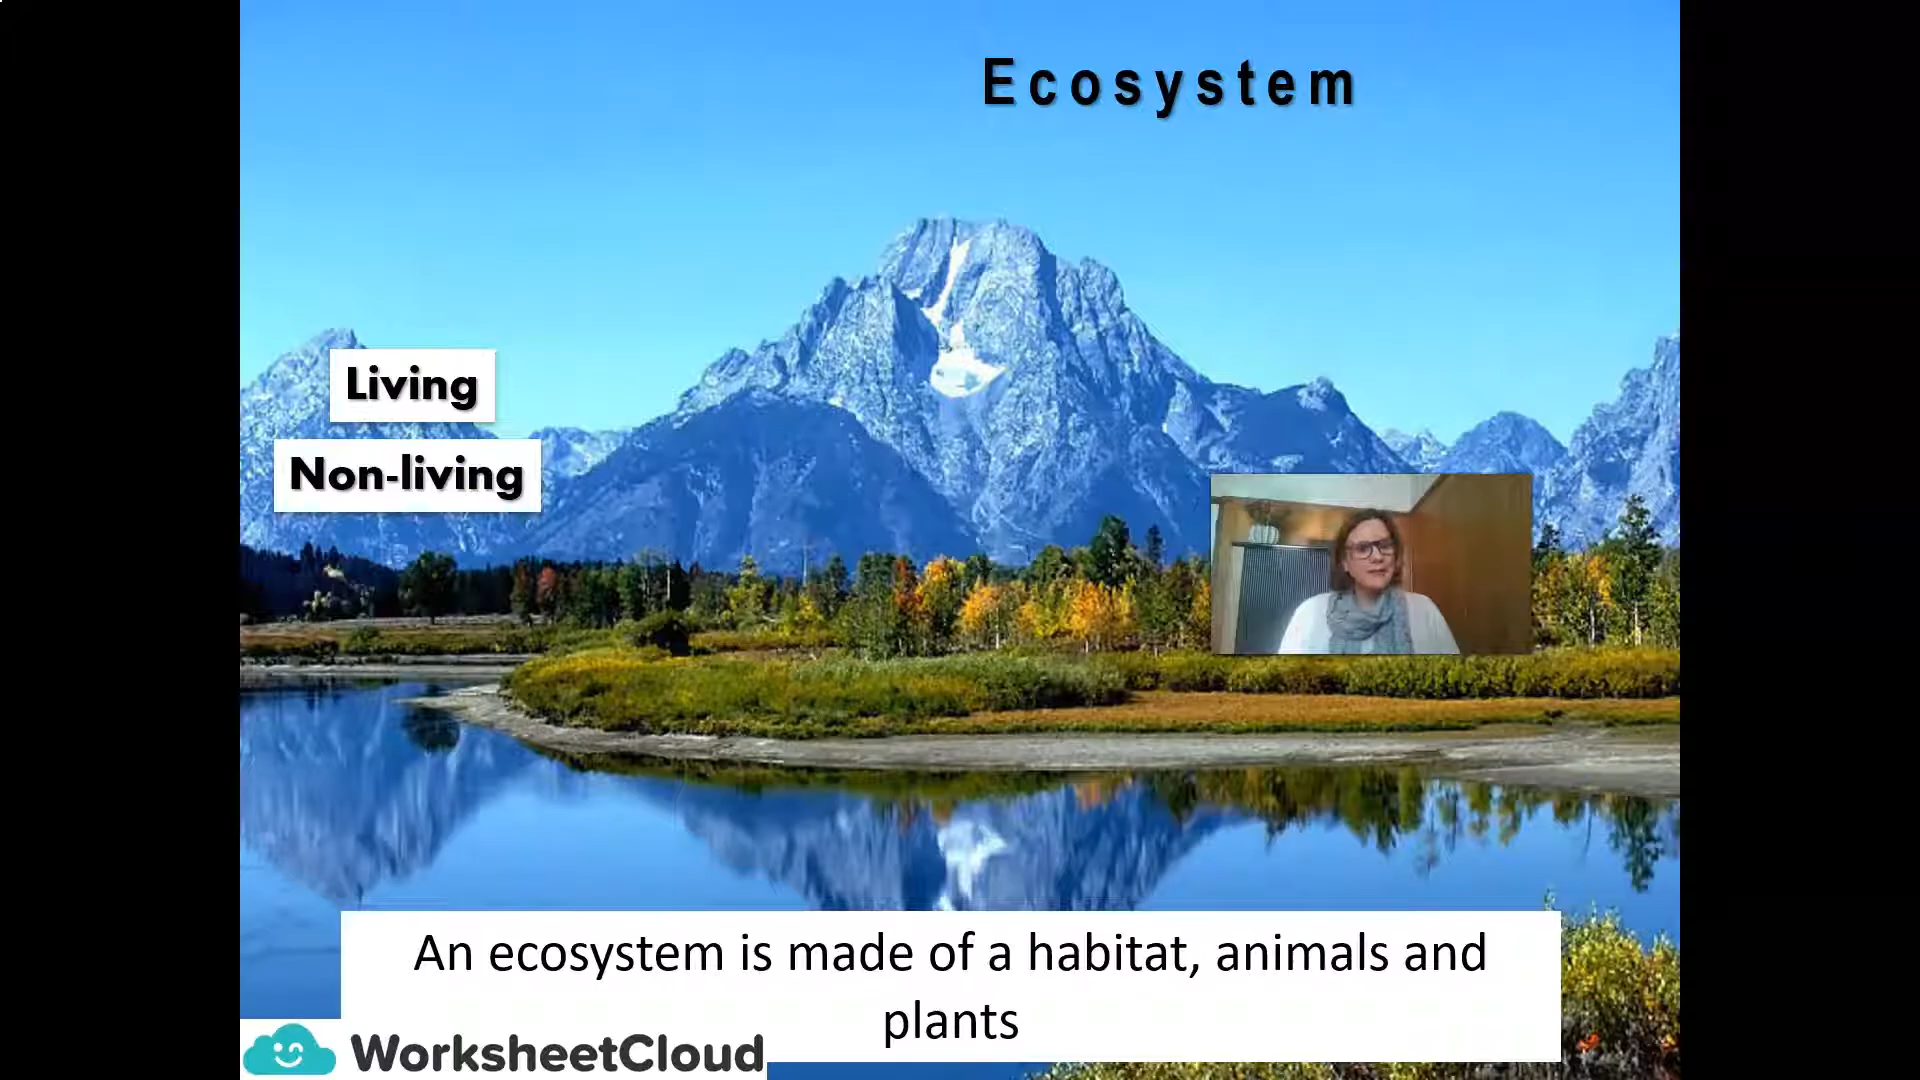 Ecosystem
Living
Non-living
An ecosystem is made of a habitat, animals and
plants
WorksheetCloud